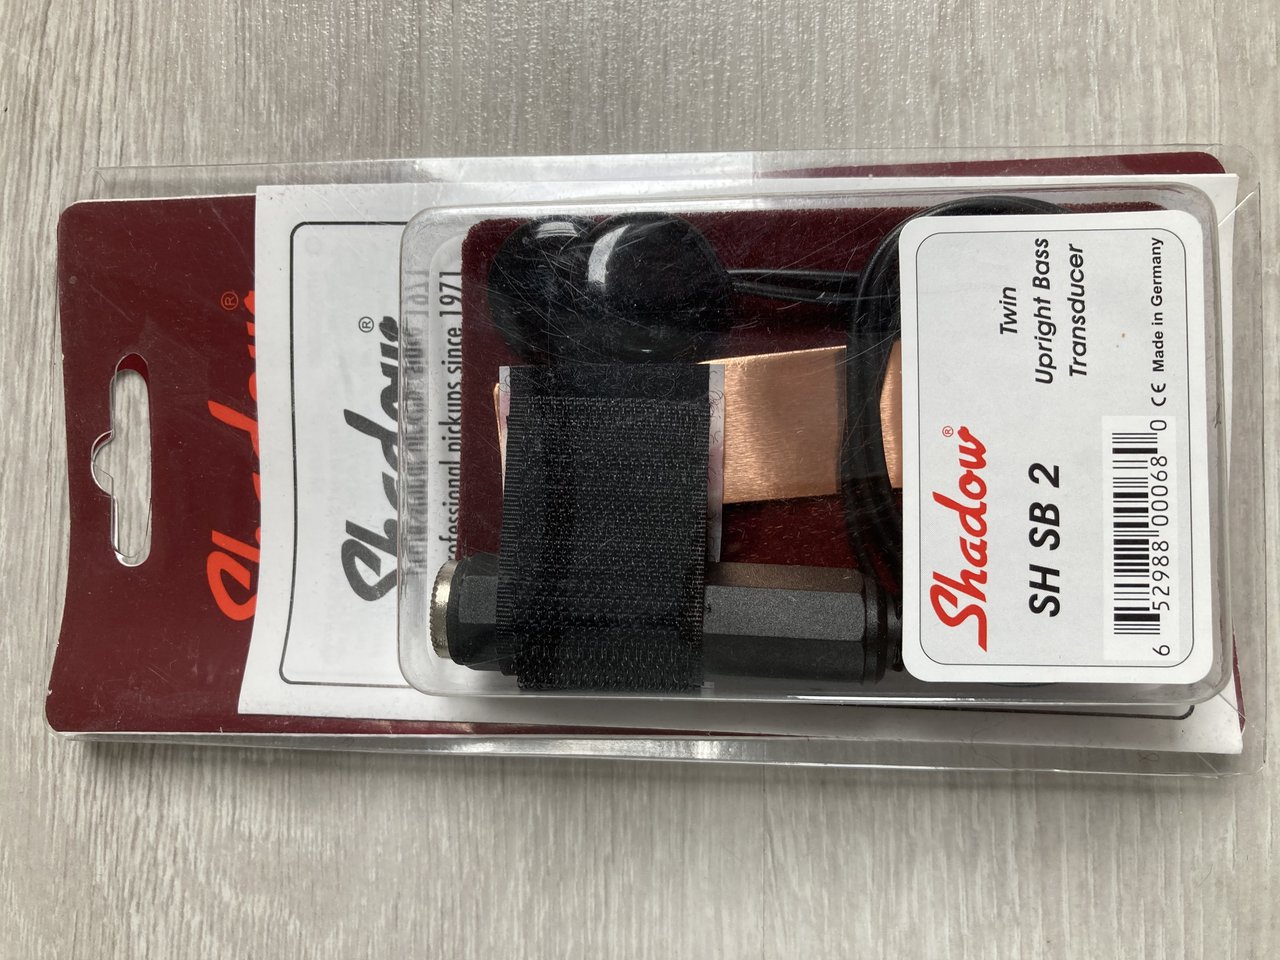 Shadow®
Shadow®
professional pickups since 1971
Shadow®
SH SB 2
Twin
Upright Bass
Transducer
6 52988 00068 0
CE Made in Germany